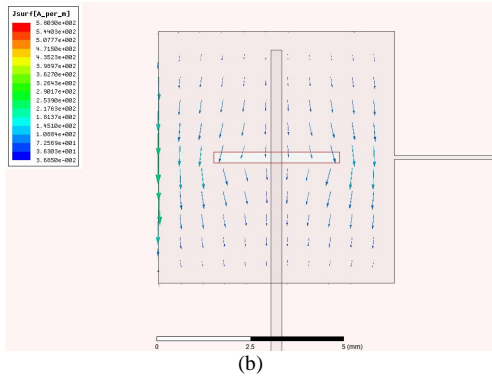 Jsurf[A_per_m]
5.8030e+002
5.4403e+002
5.0777e+002
4.7150e+002
4.3523e+002
3.9897e+002
3.6270e+002
3.2643e+002
2.9017e+002
2.5390e+002
2.1763e+002
1.8137e+002
1.4510e+002
1.0884e+002
7.2569e+001
3.6303e+001
3.6850e-002
0 2.5 5 (mm)
(b)